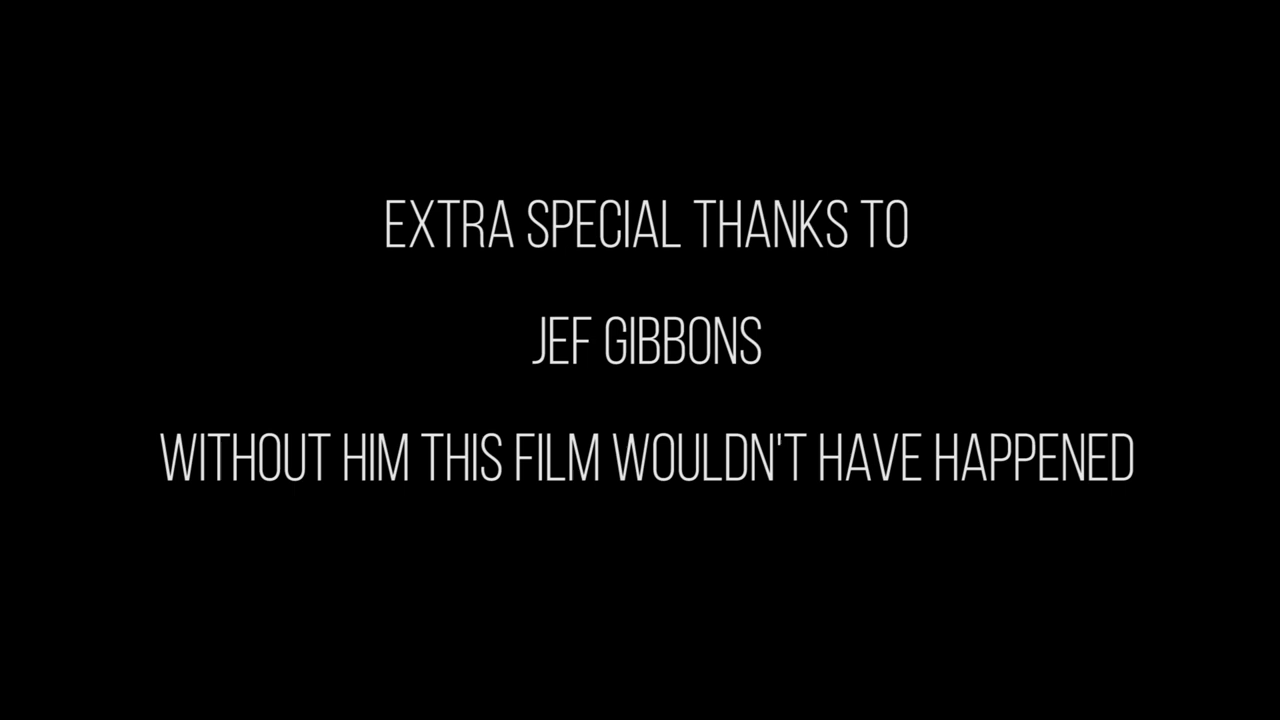 EXTRA SPECIAL THANKS TO
JEF GIBBONS
WITHOUT HIM THIS FILM WOULDN'T HAVE HAPPENED